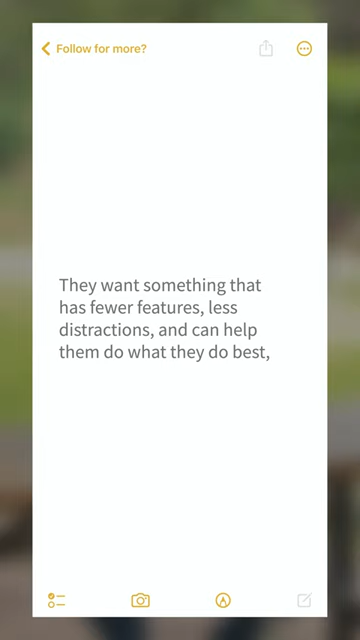 Follow for more?
They want something that
has fewer features, less
distractions, and can help
them do what they do best,